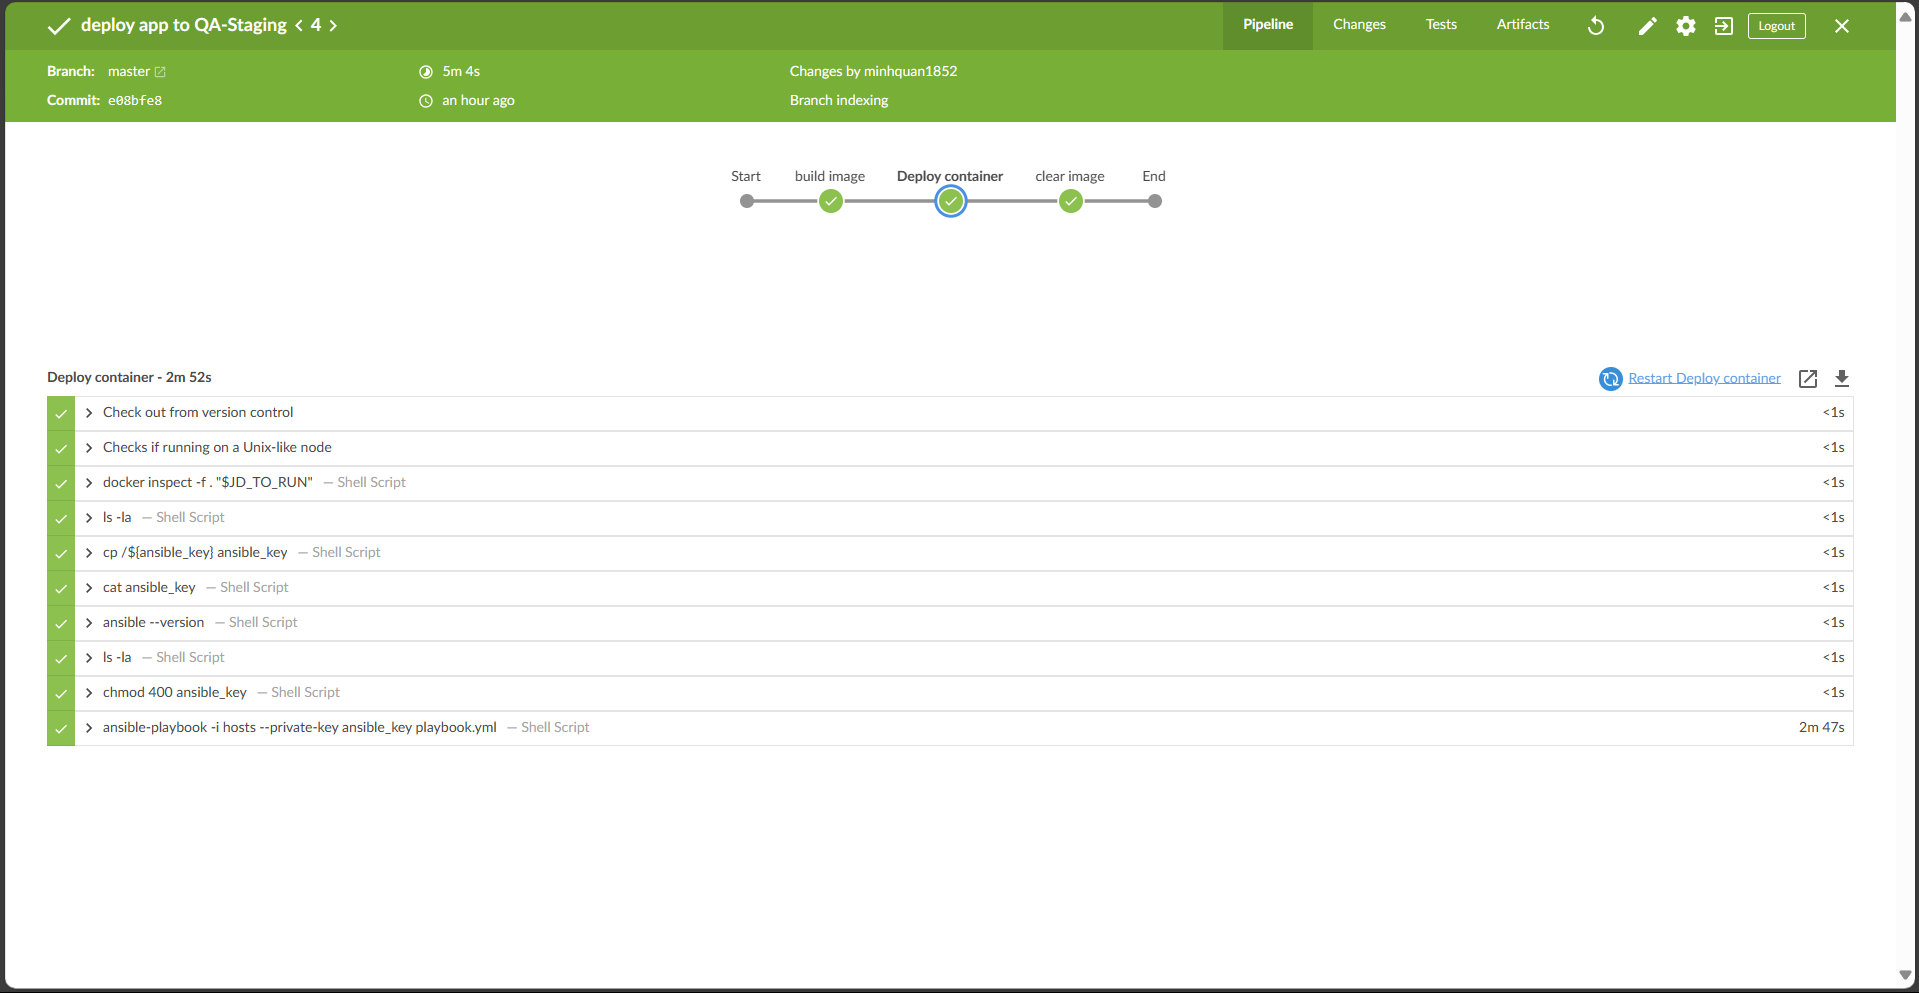 deploy app to QA-Staging < 4 >
Pipeline
Changes
Tests
Artifacts
Logout
Branch: master
5m 4s
Changes by minhquan1852
Commit: e08bfe8
an hour ago
Branch indexing
Start
build image
Deploy container
clear image
End
Deploy container - 2m 52s
Restart Deploy container
Check out from version control
<1s
Checks if running on a Unix-like node
<1s
docker inspect -f . "$JD_TO_RUN" — Shell Script
<1s
ls -la — Shell Script
<1s
cp /${ansible_key} ansible_key — Shell Script
<1s
cat ansible_key — Shell Script
<1s
ansible --version — Shell Script
<1s
ls -la — Shell Script
<1s
chmod 400 ansible_key — Shell Script
<1s
ansible-playbook -i hosts --private-key ansible_key playbook.yml — Shell Script
2m 47s